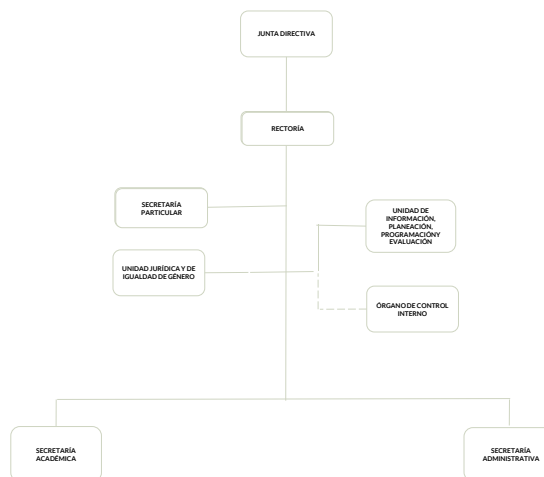 JUNTA DIRECTIVA
RECTORÍA
SECRETARÍA
PARTICULAR
UNIDAD DE
INFORMACIÓN,
PLANEACIÓN,
PROGRAMACIÓNY
EVALUACIÓN
UNIDAD JURÍDICA Y DE
IGUALDAD DE GÉNERO
ÓRGANO DE CONTROL
INTERNO
SECRETARÍA
ACADÉMICA
SECRETARÍA
ADMINISTRATIVA